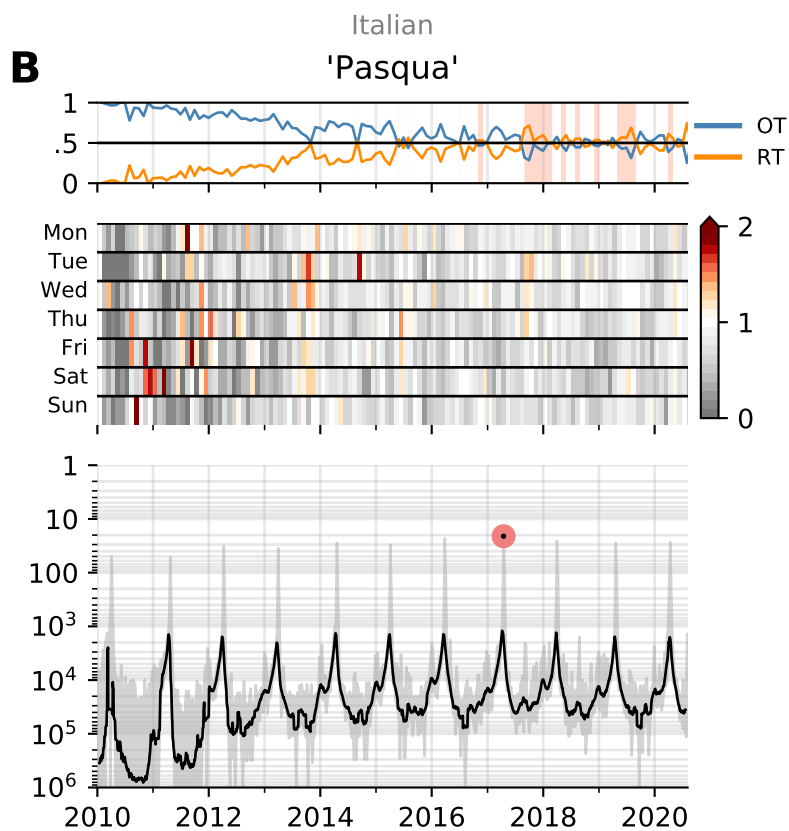 Italian
B
'Pasqua'
1
.5
0
OT
RT
Mon
Tue
Wed
Thu
Fri
Sat
Sun
2
1
0
1
10
100
10³
10⁴
10⁵
10⁶
2010 2012 2014 2016 2018 2020